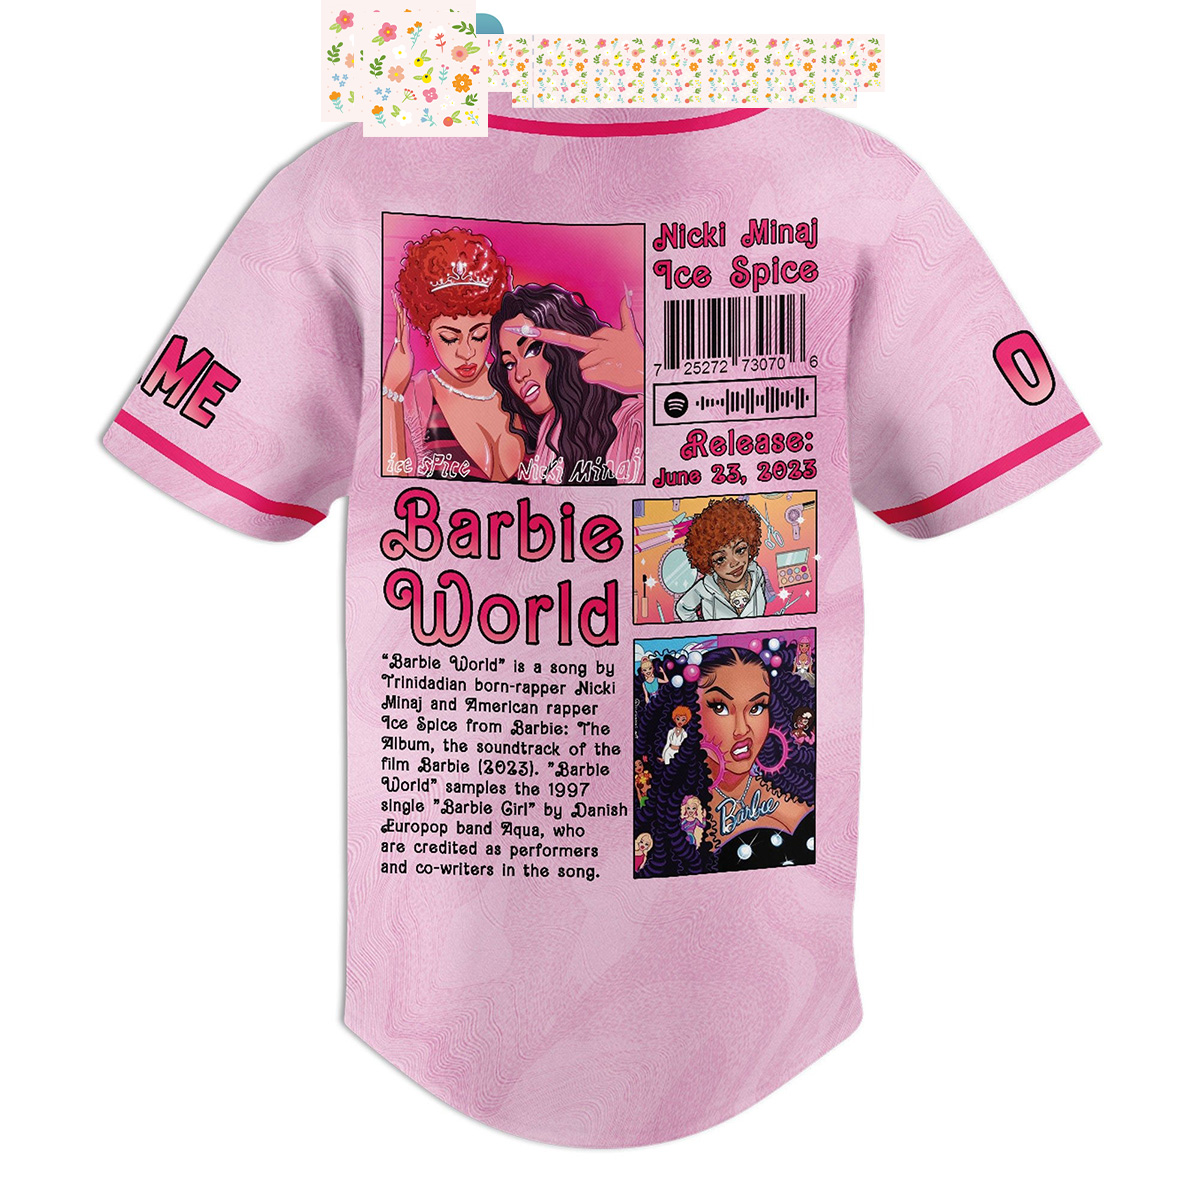 ME
O
Nicki Minaj
Ice Spice
7 25272 73070 6
Release:
June 23, 2023
ice spice
Nicki Minaj
Barbie
World
"Barbie World" is a song by
Trinidadian born-rapper Nicki
Minaj and American rapper
Ice Spice from Barbie: The
Album, the soundtrack of the
film Barbie (2023). "Barbie
World" samples the 1997
single "Barbie Girl" by Danish
Europop band Aqua, who
are credited as performers
and co-writers in the song.
Barbie